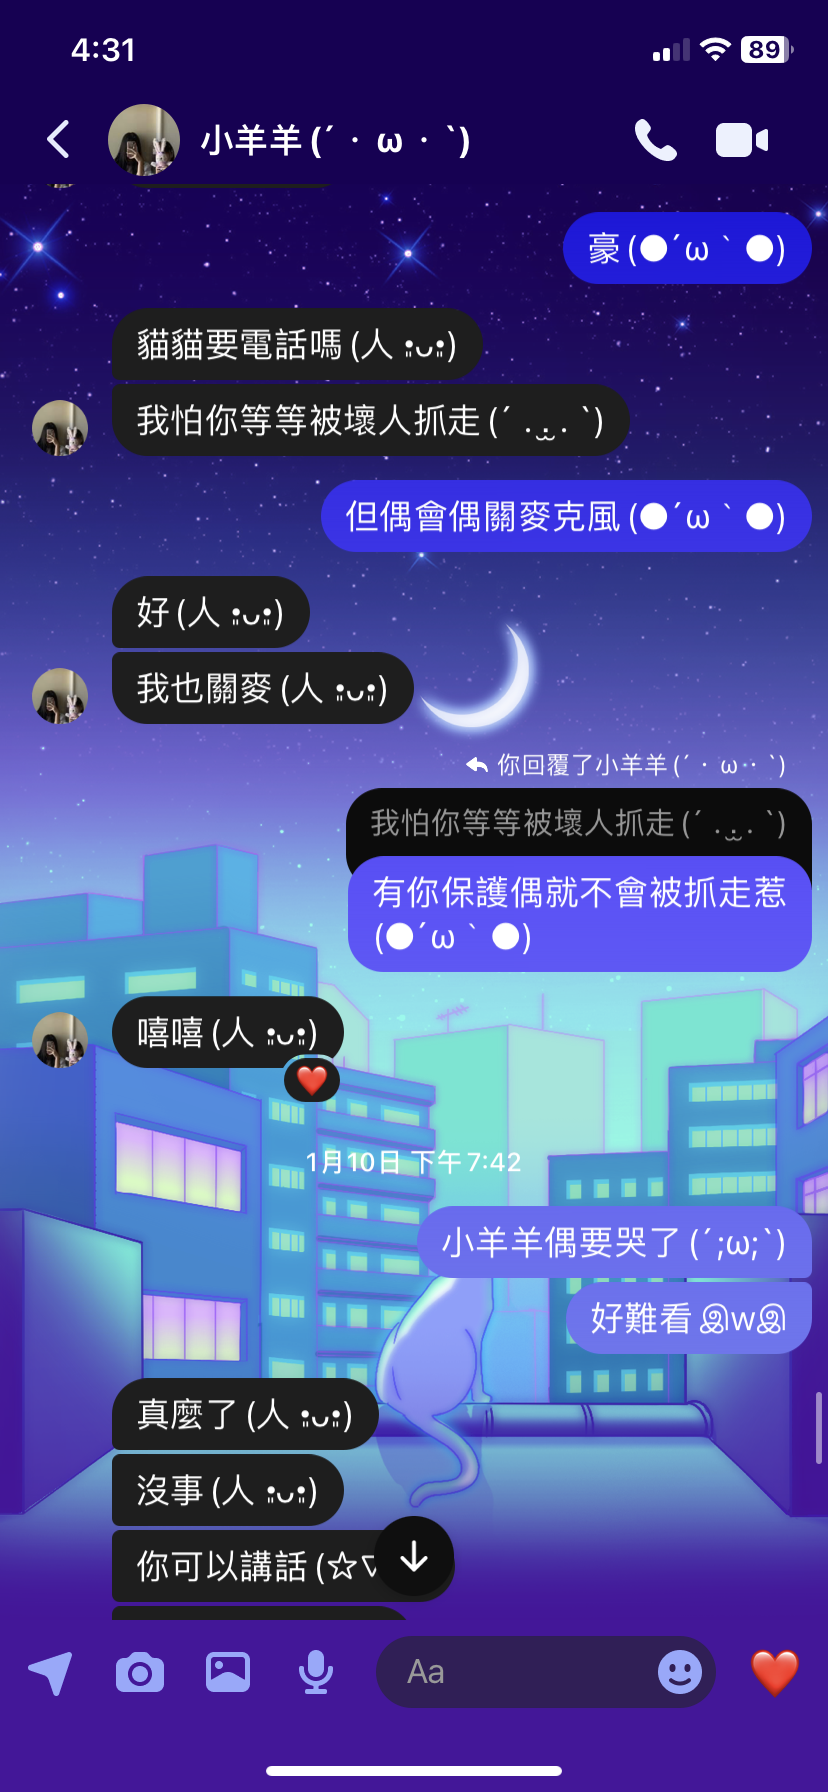 4:31
89
小羊羊 (´・ω・`)
豪 (●´ω｀●)
貓貓要電話嗎 (人 •͈ᴗ•͈)
我怕你等等被壞人抓走 (´ . .̫ . `)
但偶會偶關麥克風 (●´ω｀●)
好 (人 •͈ᴗ•͈)
我也關麥 (人 •͈ᴗ•͈)
你回覆了小羊羊 (´・ω・・`)
我怕你等等被壞人抓走 (´ . .̫ . `)
有你保護偶就不會被抓走惹
(●´ω｀●)
嘻嘻 (人 •͈ᴗ•͈)
1月10日 下午7:42
小羊羊偶要哭了 (´;ω;`)
好難看 இwஇ
真麼了 (人 •͈ᴗ•͈)
沒事 (人 •͈ᴗ•͈)
你可以講話 (☆▽
Aa